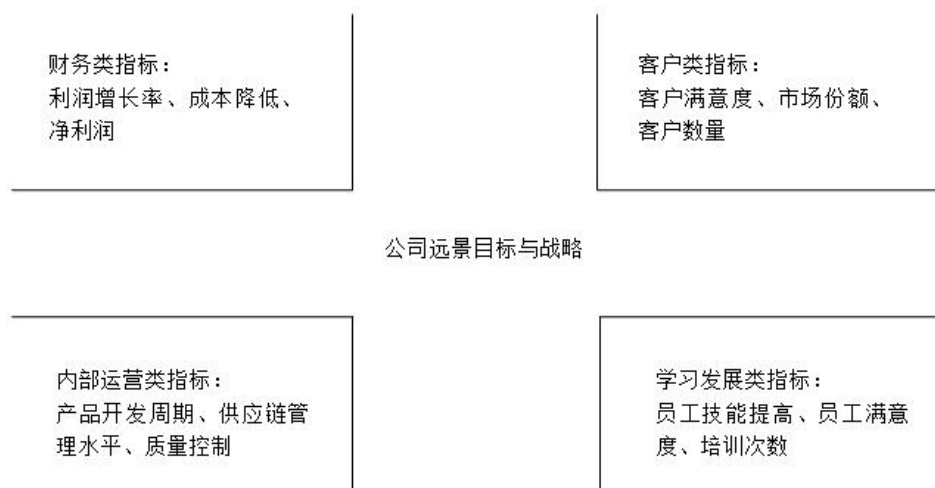 财务类指标：
利润增长率、成本降低、
净利润
客户类指标：
客户满意度、市场份额、
客户数量
公司远景目标与战略
内部运营类指标：
产品开发周期、供应链管
理水平、质量控制
学习发展类指标：
员工技能提高、员工满意
度、培训次数